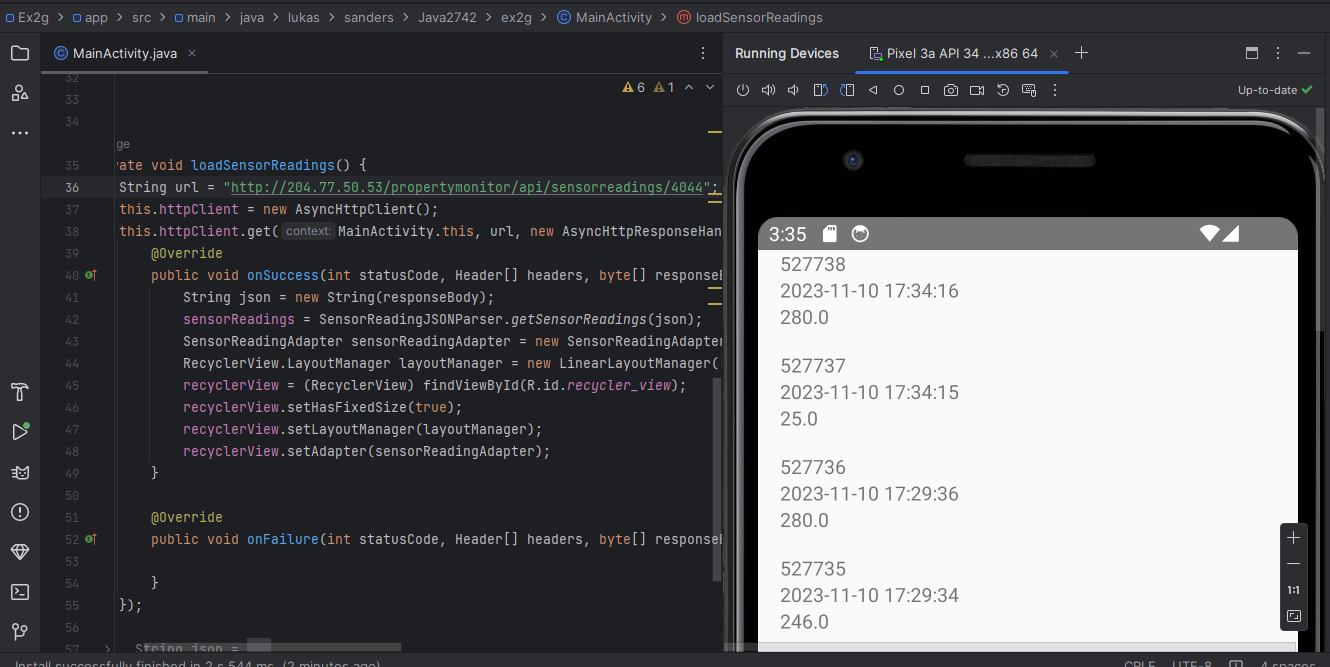 Ex2g > app > src > main > java > lukas > sanders > Java2742 > ex2g > MainActivity > loadSensorReadings
MainActivity.java
Running Devices
Pixel 3a API 34 ...x86 64
6 1
Up-to-date
32
33
34
ge
35 ate void loadSensorReadings() {
36 String url = "http://204.77.50.53/propertymonitor/api/sensorreadings/4044";
37 this.httpClient = new AsyncHttpClient();
38 this.httpClient.get( context: MainActivity.this, url, new AsyncHttpResponseHan
39 @Override
40 public void onSuccess(int statusCode, Header[] headers, byte[] responseB
41 String json = new String(responseBody);
42 sensorReadings = SensorReadingJSONParser.getSensorReadings(json);
43 SensorReadingAdapter sensorReadingAdapter = new SensorReadingAdapter
44 RecyclerView.LayoutManager layoutManager = new LinearLayoutManager(
45 recyclerView = (RecyclerView) findViewById(R.id.recycler_view);
46 recyclerView.setHasFixedSize(true);
47 recyclerView.setLayoutManager(layoutManager);
48 recyclerView.setAdapter(sensorReadingAdapter);
49 }
50
51 @Override
52 public void onFailure(int statusCode, Header[] headers, byte[] responseB
53
54 }
55 });
56
57 String json =
3:35
527738
2023-11-10 17:34:16
280.0
527737
2023-11-10 17:34:15
25.0
527736
2023-11-10 17:29:36
280.0
527735
2023-11-10 17:29:34
246.0
1:1
Install successfully finished in 2 s 544 ms. (2 minutes ago)
CRLF UTF-8 4 spaces